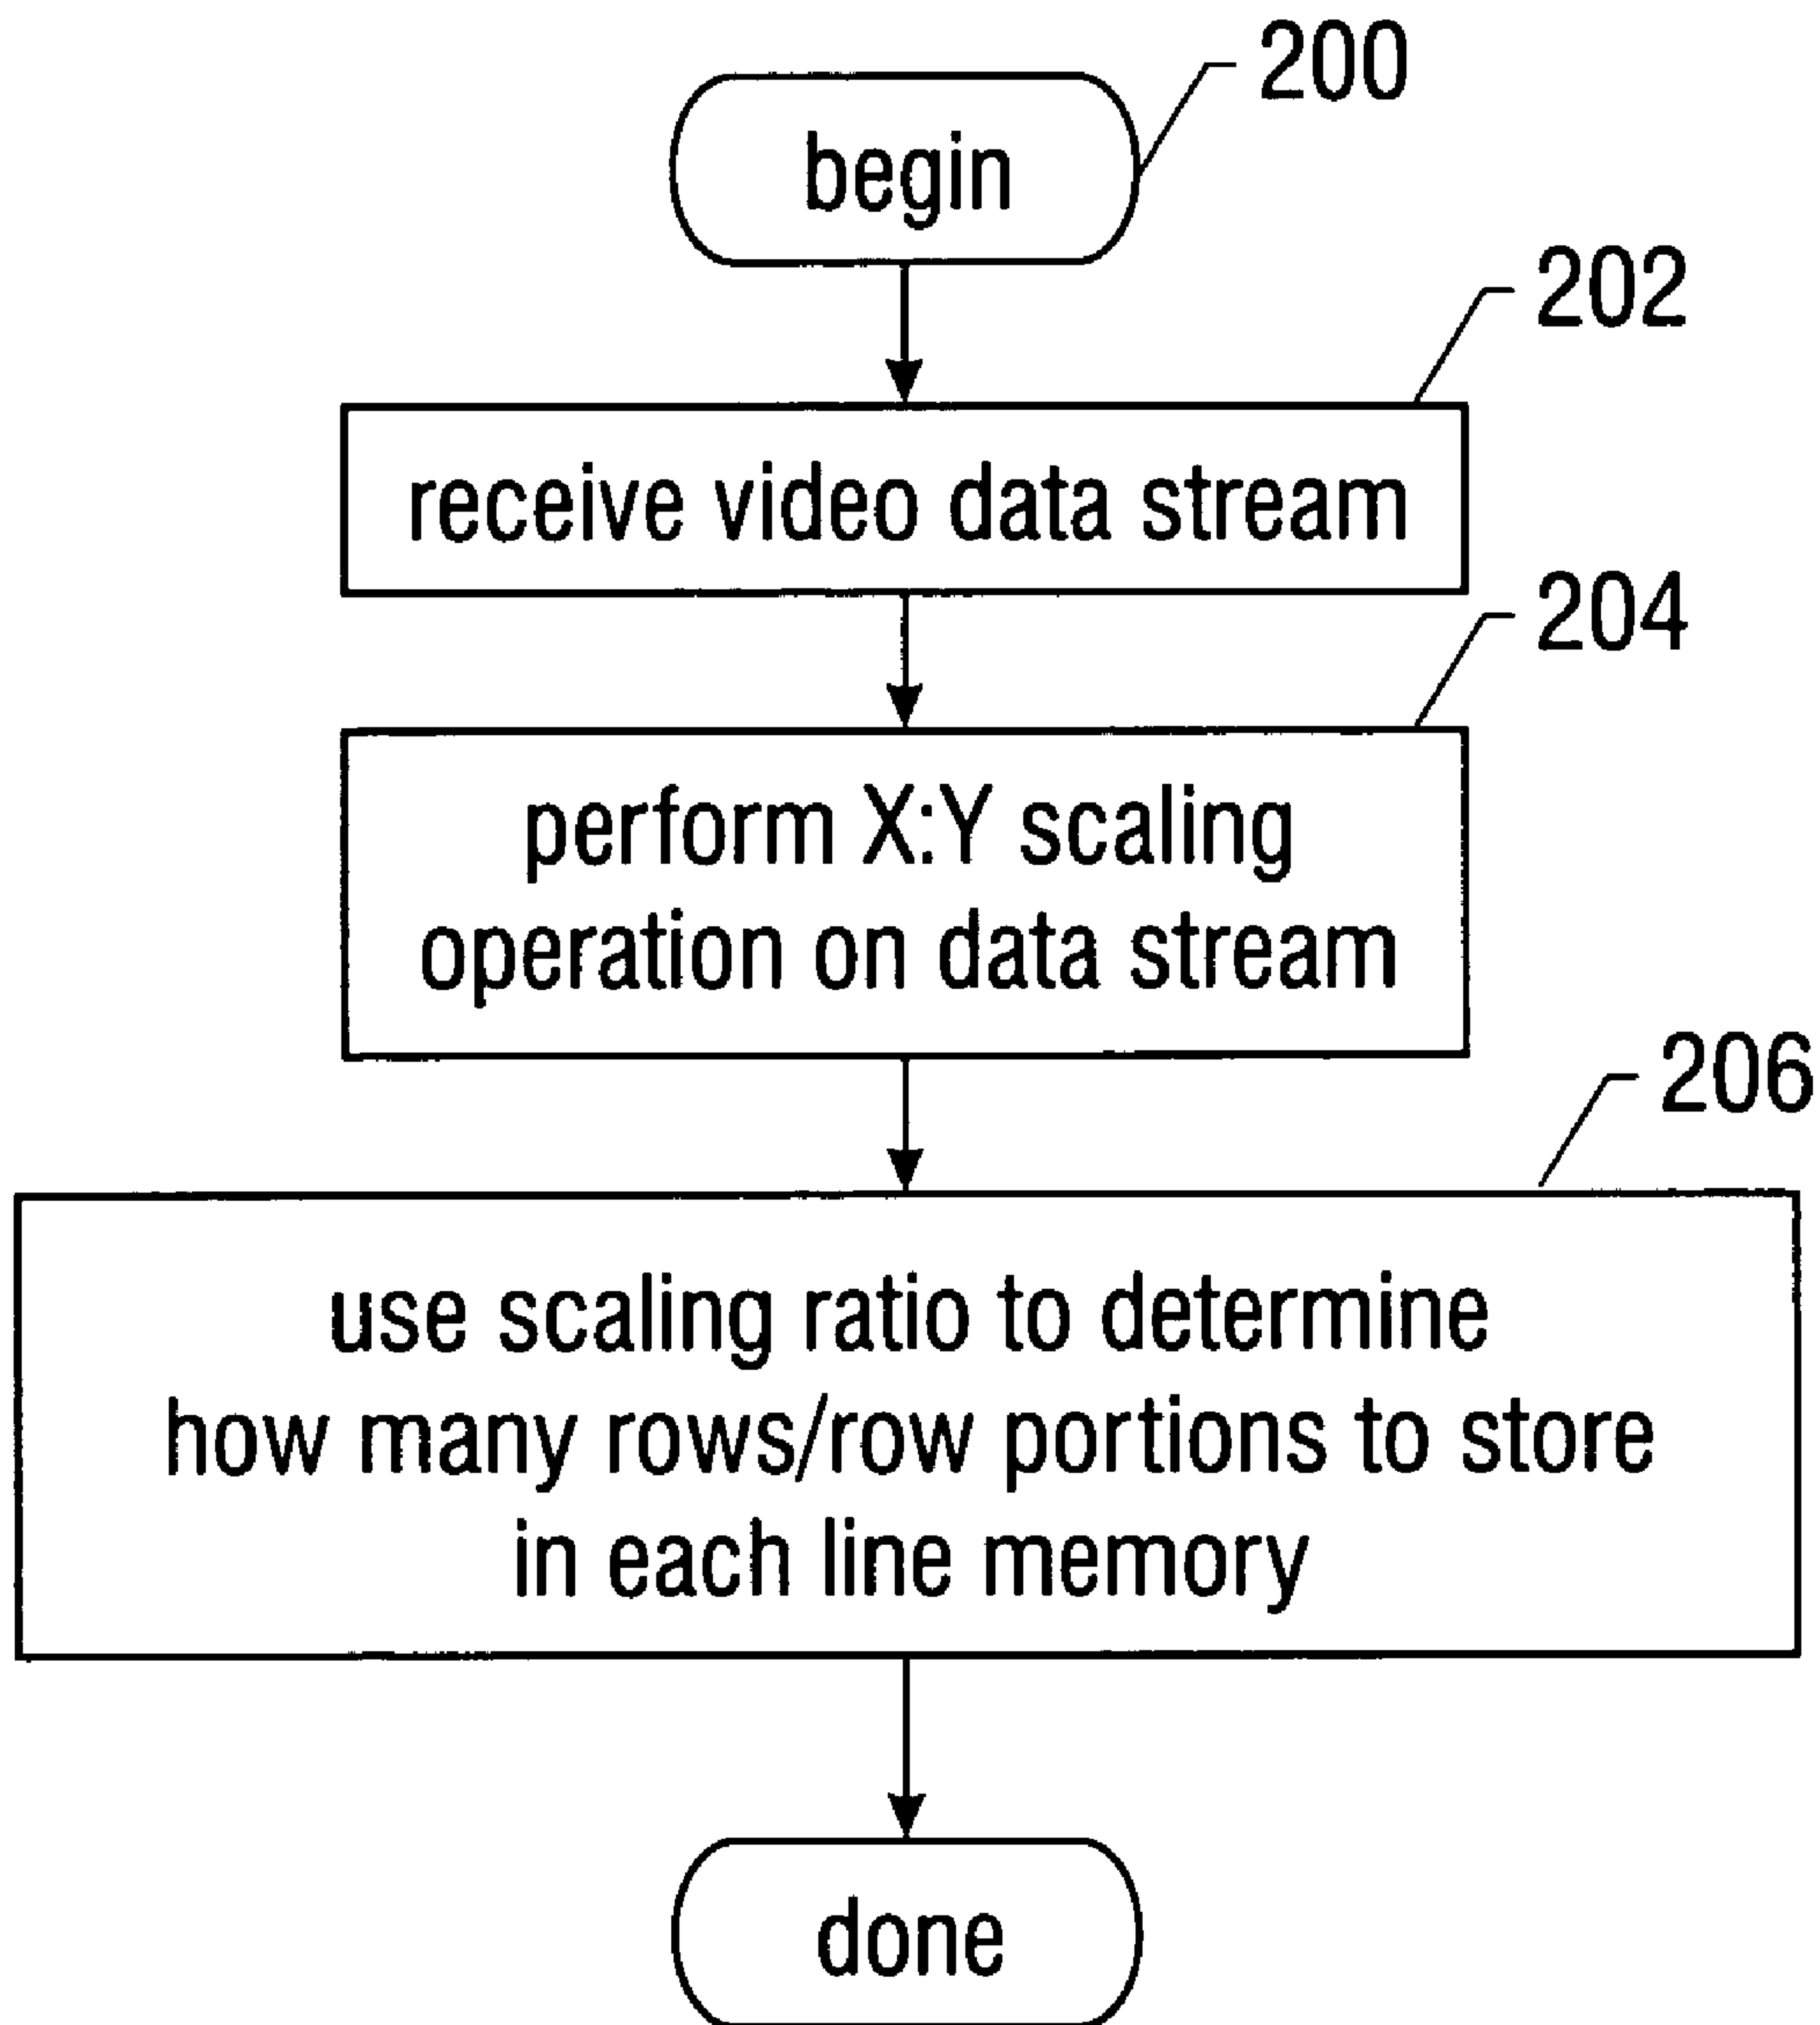 200
begin
202
receive video data stream
204
perform X:Y scaling
operation on data stream
206
use scaling ratio to determine
how many rows/row portions to store
in each line memory
done